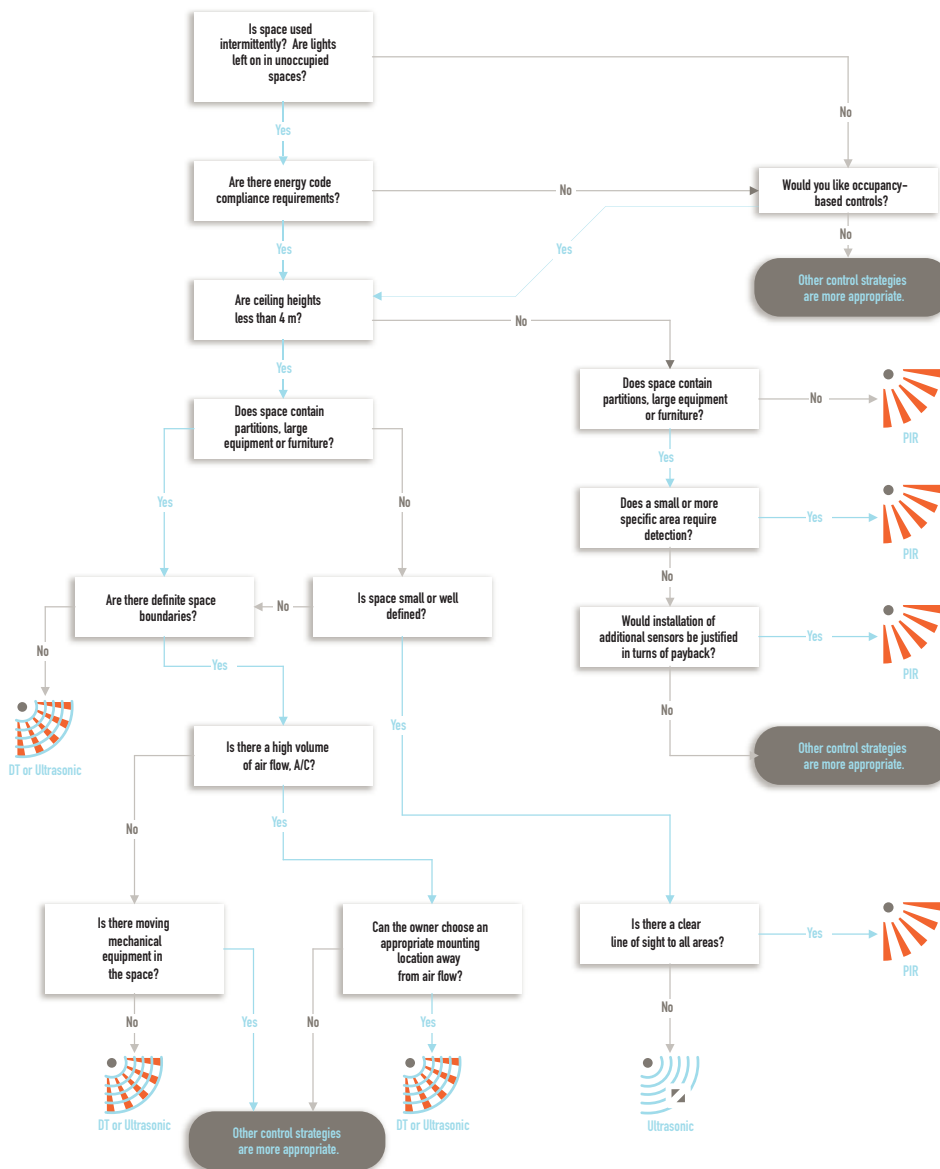 Is space used
intermittently? Are lights
left on in unoccupied
spaces?
No
Yes
Are there energy code
compliance requirements?
No
Would you like occupancy-
based controls?
Yes
Yes
No
Other control strategies
are more appropriate.
Are ceiling heights
less than 4 m?
No
Yes
Does space contain
partitions, large
equipment or furniture?
Does space contain
partitions, large equipment
or furniture?
No
PIR
Yes
Yes
No
Does a small or more
specific area require
detection?
Yes
PIR
No
Are there definite space
boundaries?
No
Is space small or well
defined?
Would installation of
additional sensors be justified
in turns of payback?
Yes
PIR
No
Yes
DT or Ultrasonic
Yes
No
Is there a high volume
of air flow, A/C?
Other control strategies
are more appropriate.
No
Yes
Is there moving
mechanical
equipment in
the space?
Can the owner choose an
appropriate mounting
location away
from air flow?
Is there a clear
line of sight to all areas?
Yes
PIR
No
Yes
No
Yes
No
DT or Ultrasonic
DT or Ultrasonic
Ultrasonic
Other control strategies
are more appropriate.